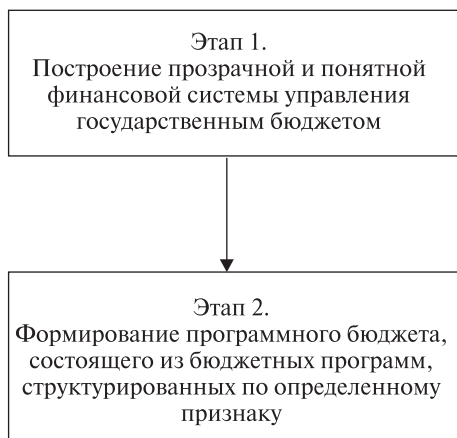 Этап 1.
Построение прозрачной и понятной
финансовой системы управления
государственным бюджетом
Этап 2.
Формирование программного бюджета,
состоящего из бюджетных программ,
структурированных по определенному
признаку